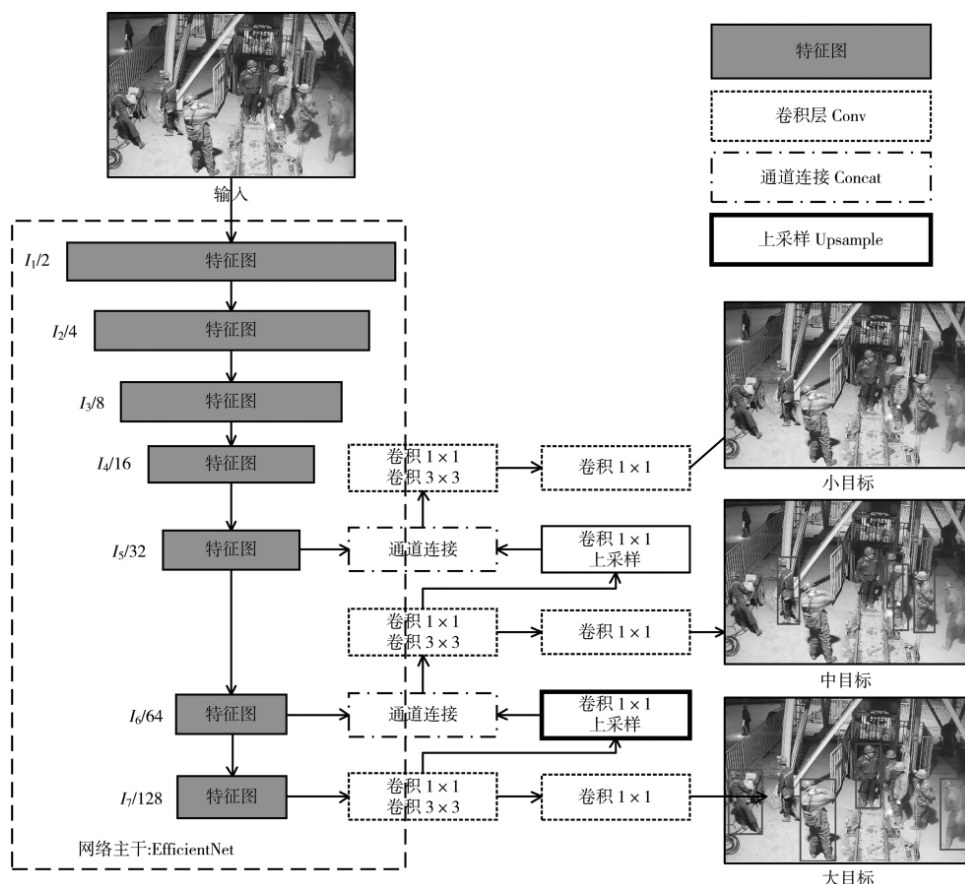 特征图
卷积层 Conv
通道连接 Concat
上采样 Upsample
输入
I₁/2
特征图
I₂/4
特征图
I₃/8
特征图
I₄/16
特征图
卷积 1 × 1
卷积 3 × 3
卷积 1 × 1
小目标
I₅/32
特征图
通道连接
卷积 1 × 1
上采样
卷积 1 × 1
卷积 3 × 3
卷积 1 × 1
中目标
I₆/64
特征图
通道连接
卷积 1 × 1
上采样
I₇/128
特征图
卷积 1 × 1
卷积 3 × 3
卷积 1 × 1
网络主干:EfficientNet
大目标